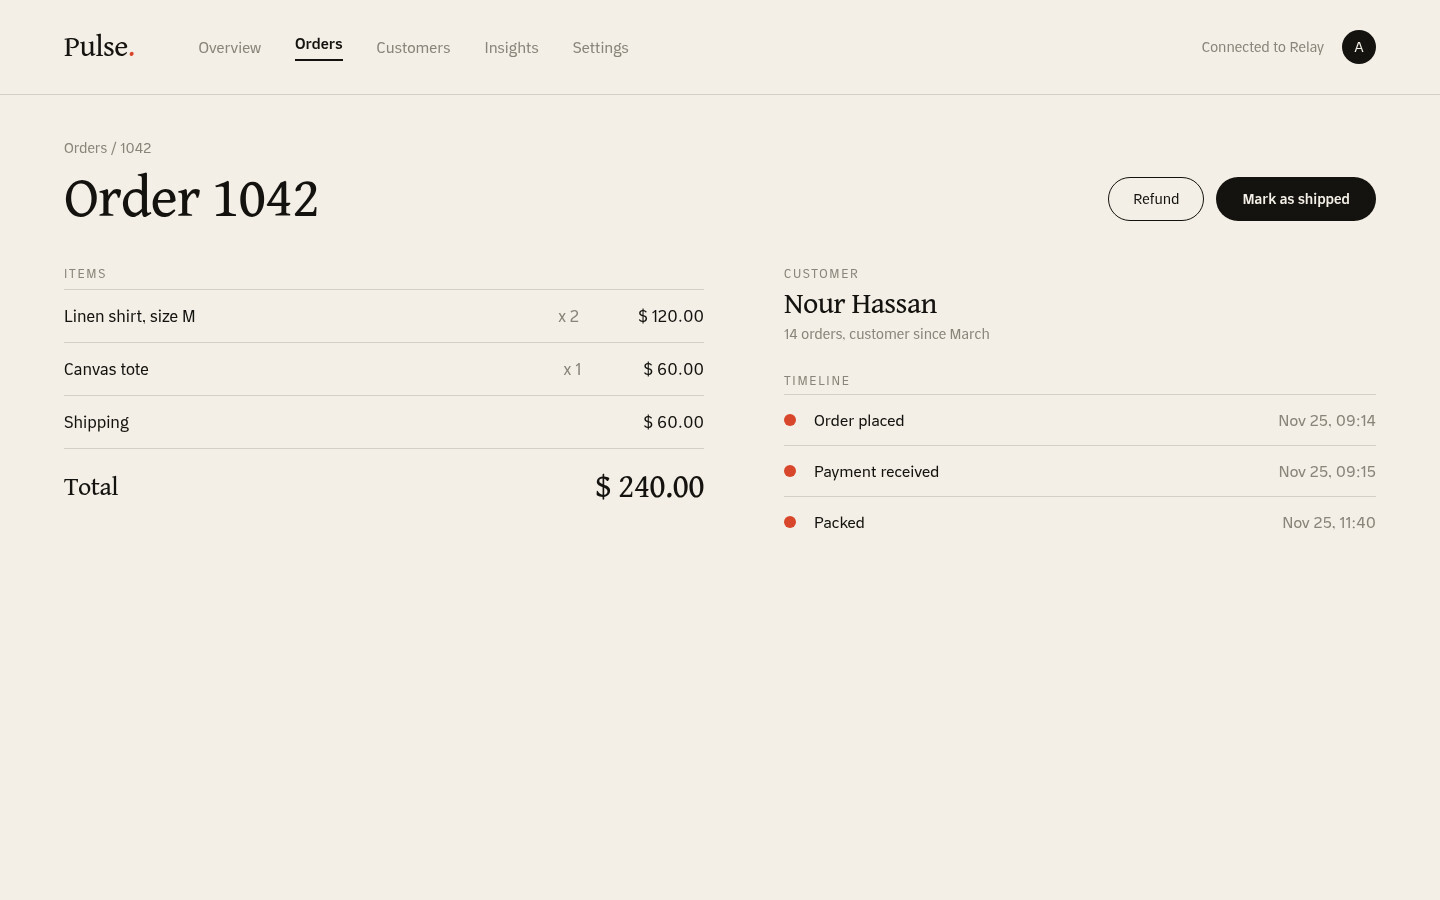 Pulse.
Overview Orders Customers Insights Settings
Connected to Relay A
Orders / 1042
Order 1042
Refund Mark as shipped
ITEMS
Linen shirt, size M x 2 $ 120.00
Canvas tote x 1 $ 60.00
Shipping $ 60.00
Total $ 240.00
CUSTOMER
Nour Hassan
14 orders, customer since March
TIMELINE
Order placed Nov 25, 09:14
Payment received Nov 25, 09:15
Packed Nov 25, 11:40